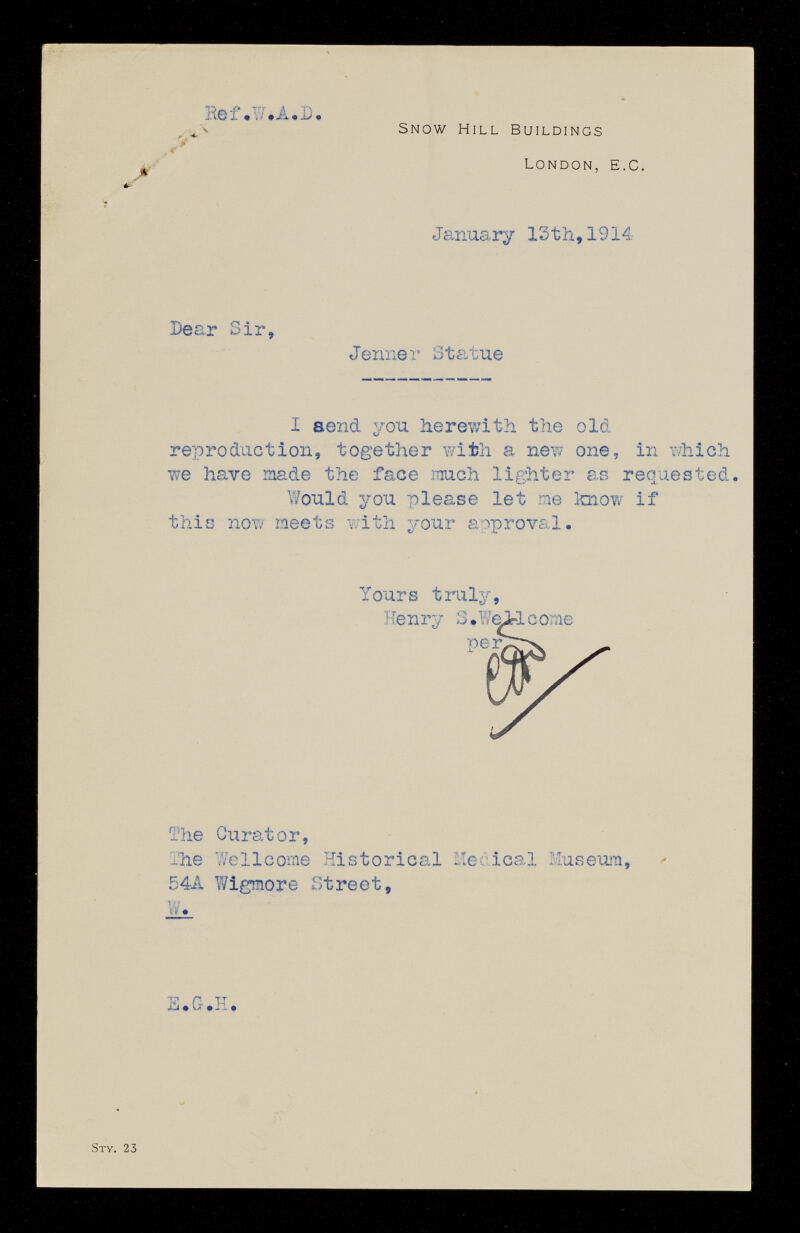 Ref.W.A.D.
SNOW HILL BUILDINGS
LONDON, E.C.
January 13th,1914
Dear Sir,
Jenner Statue
I send you herewith the old
reproduction, together with a new one, in which
we have made the face much lighter as requested.
Would you please let me know if
this now meets with your approval.
Yours truly,
Henry S.Wellcome
per
The Curator,
The Wellcome Historical Medical Museum,
54A Wigmore Street,
W.
E.G.H.
STY. 23